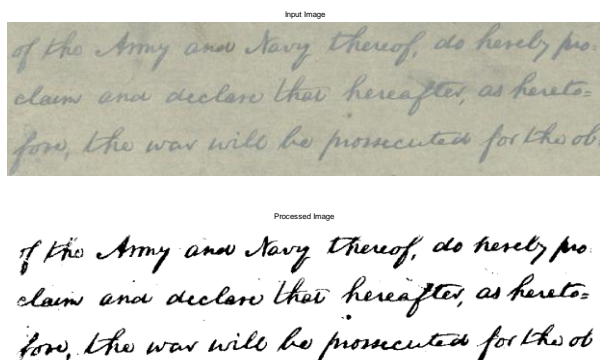 Input Image
of the Army and Navy thereof, do hereby pro:
claim and declare that hereafter, as hereto=
fore, the war will be prossecuted for the ob
Processed Image
of the Army and Navy thereof, do hereby pro
claim and declare that hereafter, as hereto=
fore, the war will be prossecuted for the ob